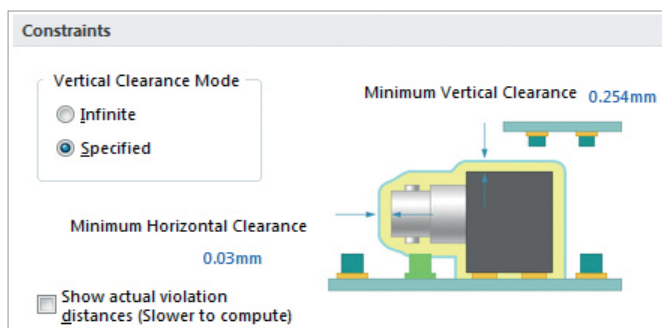 Constraints
Vertical Clearance Mode
Infinite
Specified
Minimum Vertical Clearance 0.254mm
Minimum Horizontal Clearance
0.03mm
Show actual violation
distances (Slower to compute)